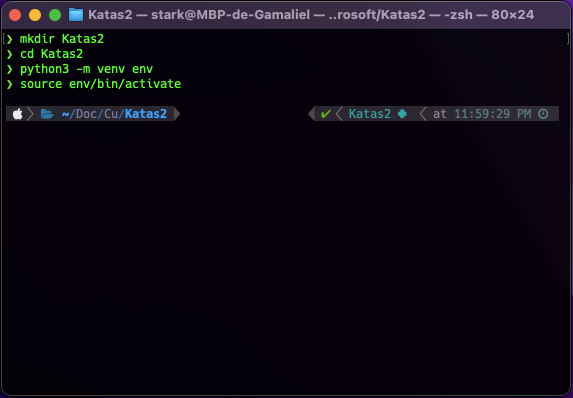 Katas2 — stark@MBP-de-Gamaliel — ..rosoft/Katas2 — -zsh — 80×24
[❯ mkdir Katas2 ]
❯ cd Katas2
❯ python3 -m venv env
❯ source env/bin/activate
~/Doc/Cu/Katas2 ✔ Katas2 at 11:59:29 PM